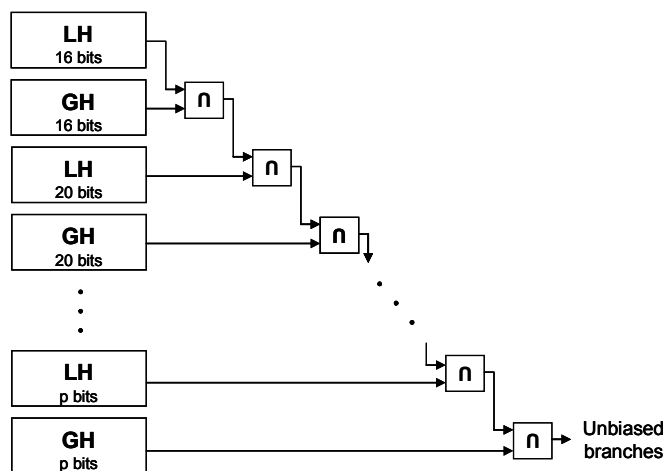 LH
16 bits
∩
GH
16 bits
∩
LH
20 bits
∩
GH
20 bits
LH
p bits
∩
GH
p bits
∩
Unbiased
branches